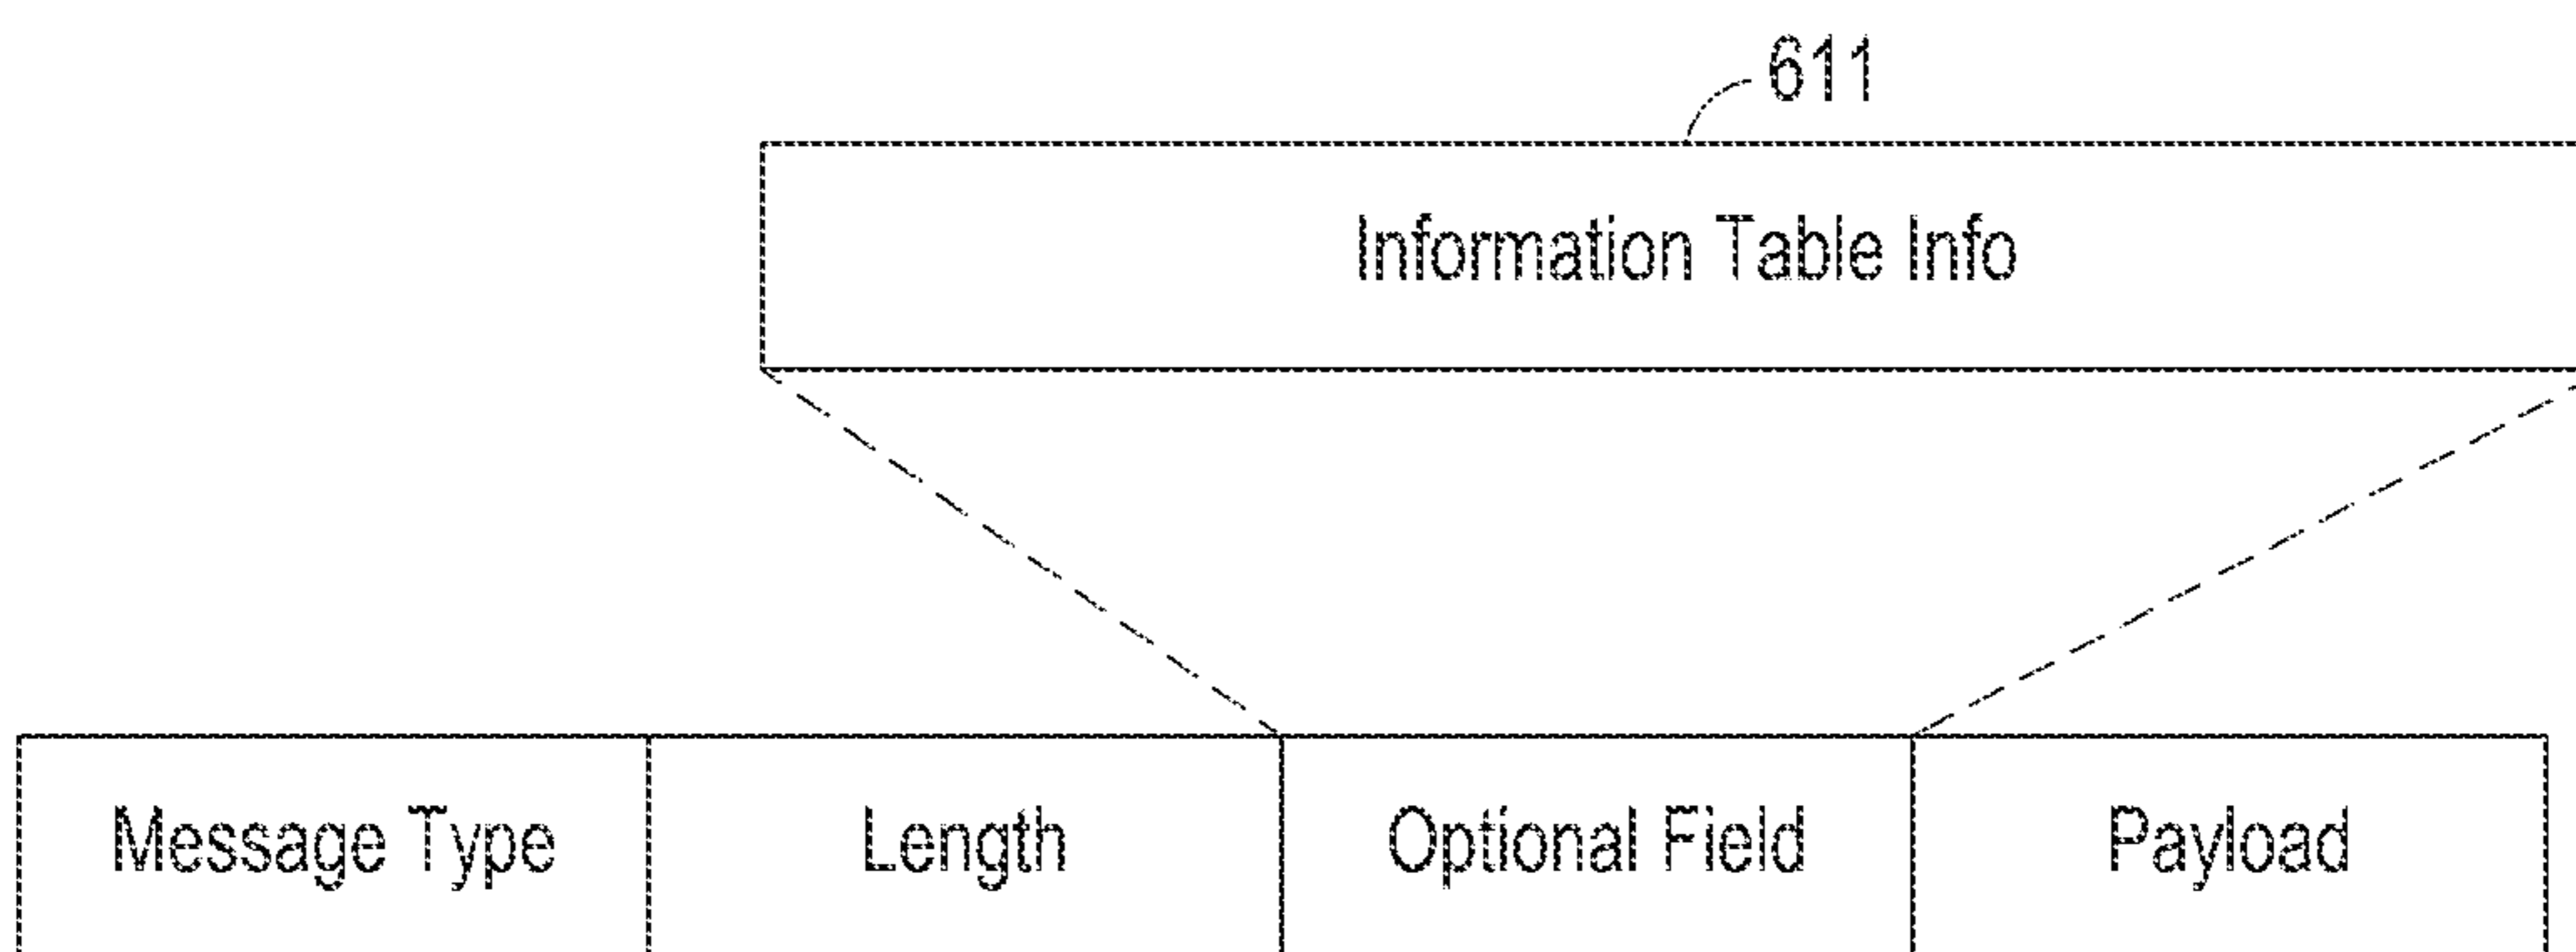 611
Information Table Info
Message Type Length Optional Field Payload